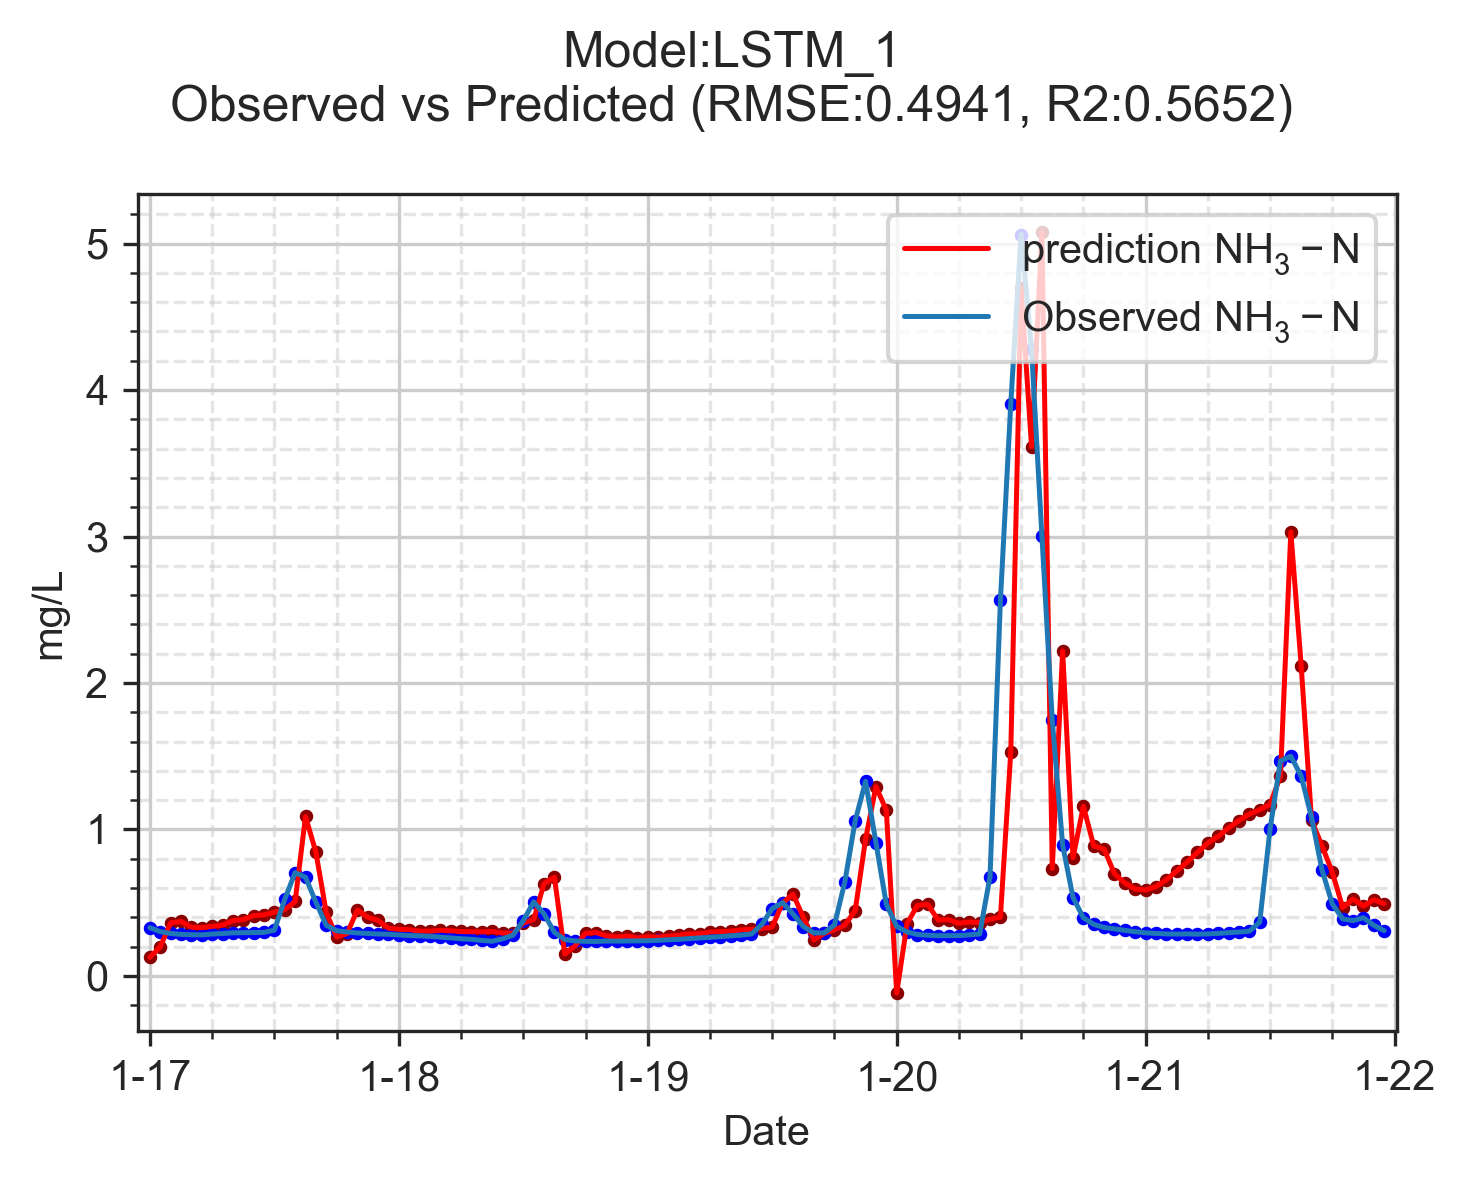 Model:LSTM_1
Observed vs Predicted (RMSE:0.4941, R2:0.5652)
prediction NH₃ − N
Observed NH₃ − N
5
4
3
2
1
0
mg/L
1-17 1-18 1-19 1-20 1-21 1-22
Date